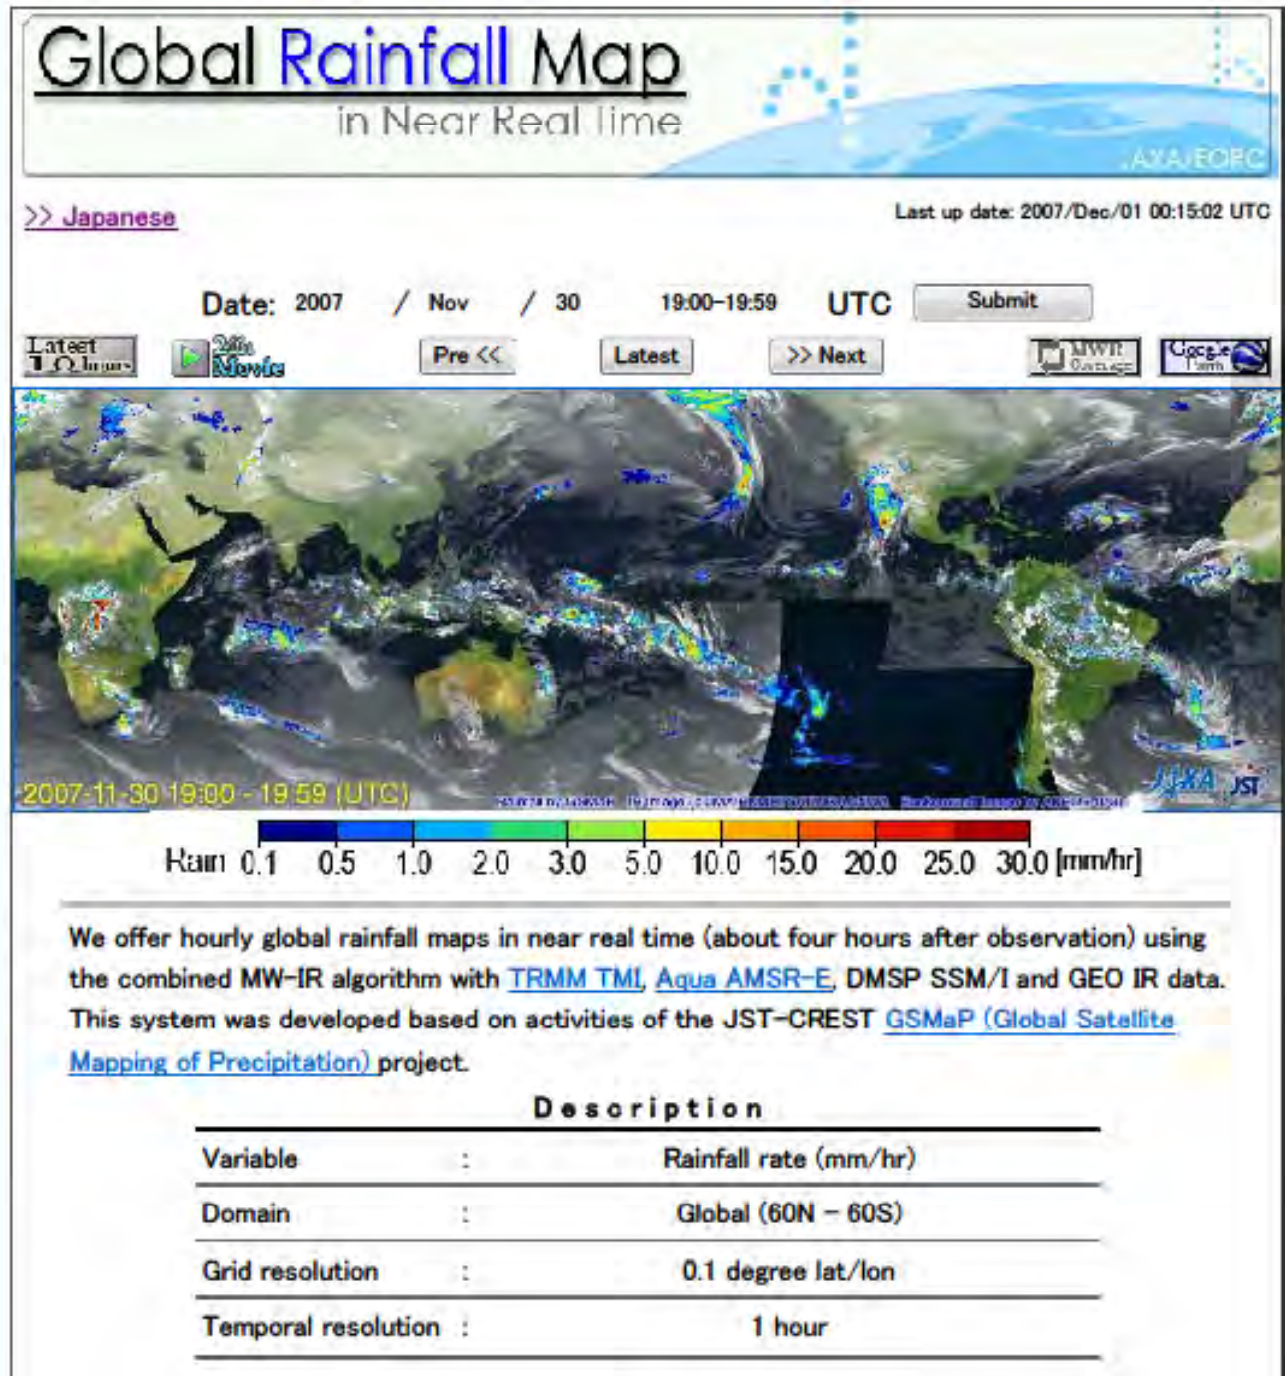 Global Rainfall Map
in Near Real Time
JAXA/EORC
>> Japanese
Last up date: 2007/Dec/01 00:15:02 UTC
Date: 2007 / Nov / 30 19:00-19:59 UTC Submit
Latest
Movie Pre << Latest >> Next MWR Google
2007-11-30 19:00 - 19:59 (UTC)
JAXA JST
Rain 0.1 0.5 1.0 2.0 3.0 5.0 10.0 15.0 20.0 25.0 30.0 [mm/hr]
We offer hourly global rainfall maps in near real time (about four hours after observation) using
the combined MW-IR algorithm with TRMM TMI, Aqua AMSR-E, DMSP SSM/I and GEO IR data.
This system was developed based on activities of the JST-CREST GSMaP (Global Satellite
Mapping of Precipitation) project.
Description
Variable : Rainfall rate (mm/hr)
Domain : Global (60N - 60S)
Grid resolution : 0.1 degree lat/lon
Temporal resolution : 1 hour